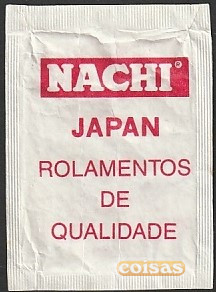 NACHI®
JAPAN
ROLAMENTOS
DE
QUALIDADE
coisas